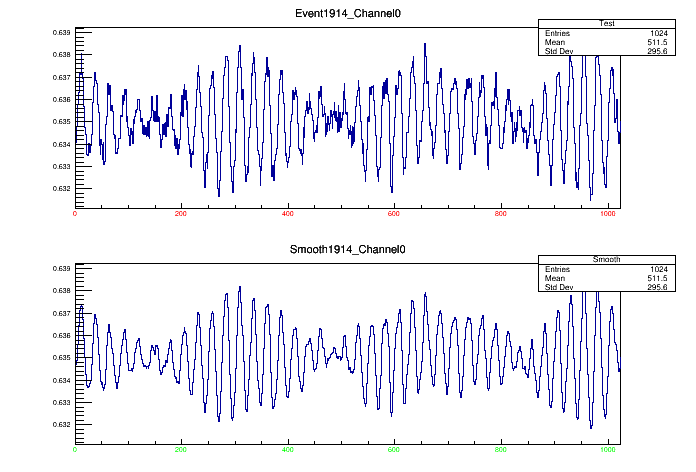 Event1914_Channel0
Test
Entries 1024
Mean 511.5
Std Dev 295.6
0.639
0.638
0.637
0.636
0.635
0.634
0.633
0.632
0 200 400 600 800 1000
Smooth1914_Channel0
Smooth
Entries 1024
Mean 511.5
Std Dev 295.6
0.639
0.638
0.637
0.636
0.635
0.634
0.633
0.632
0 200 400 600 800 1000